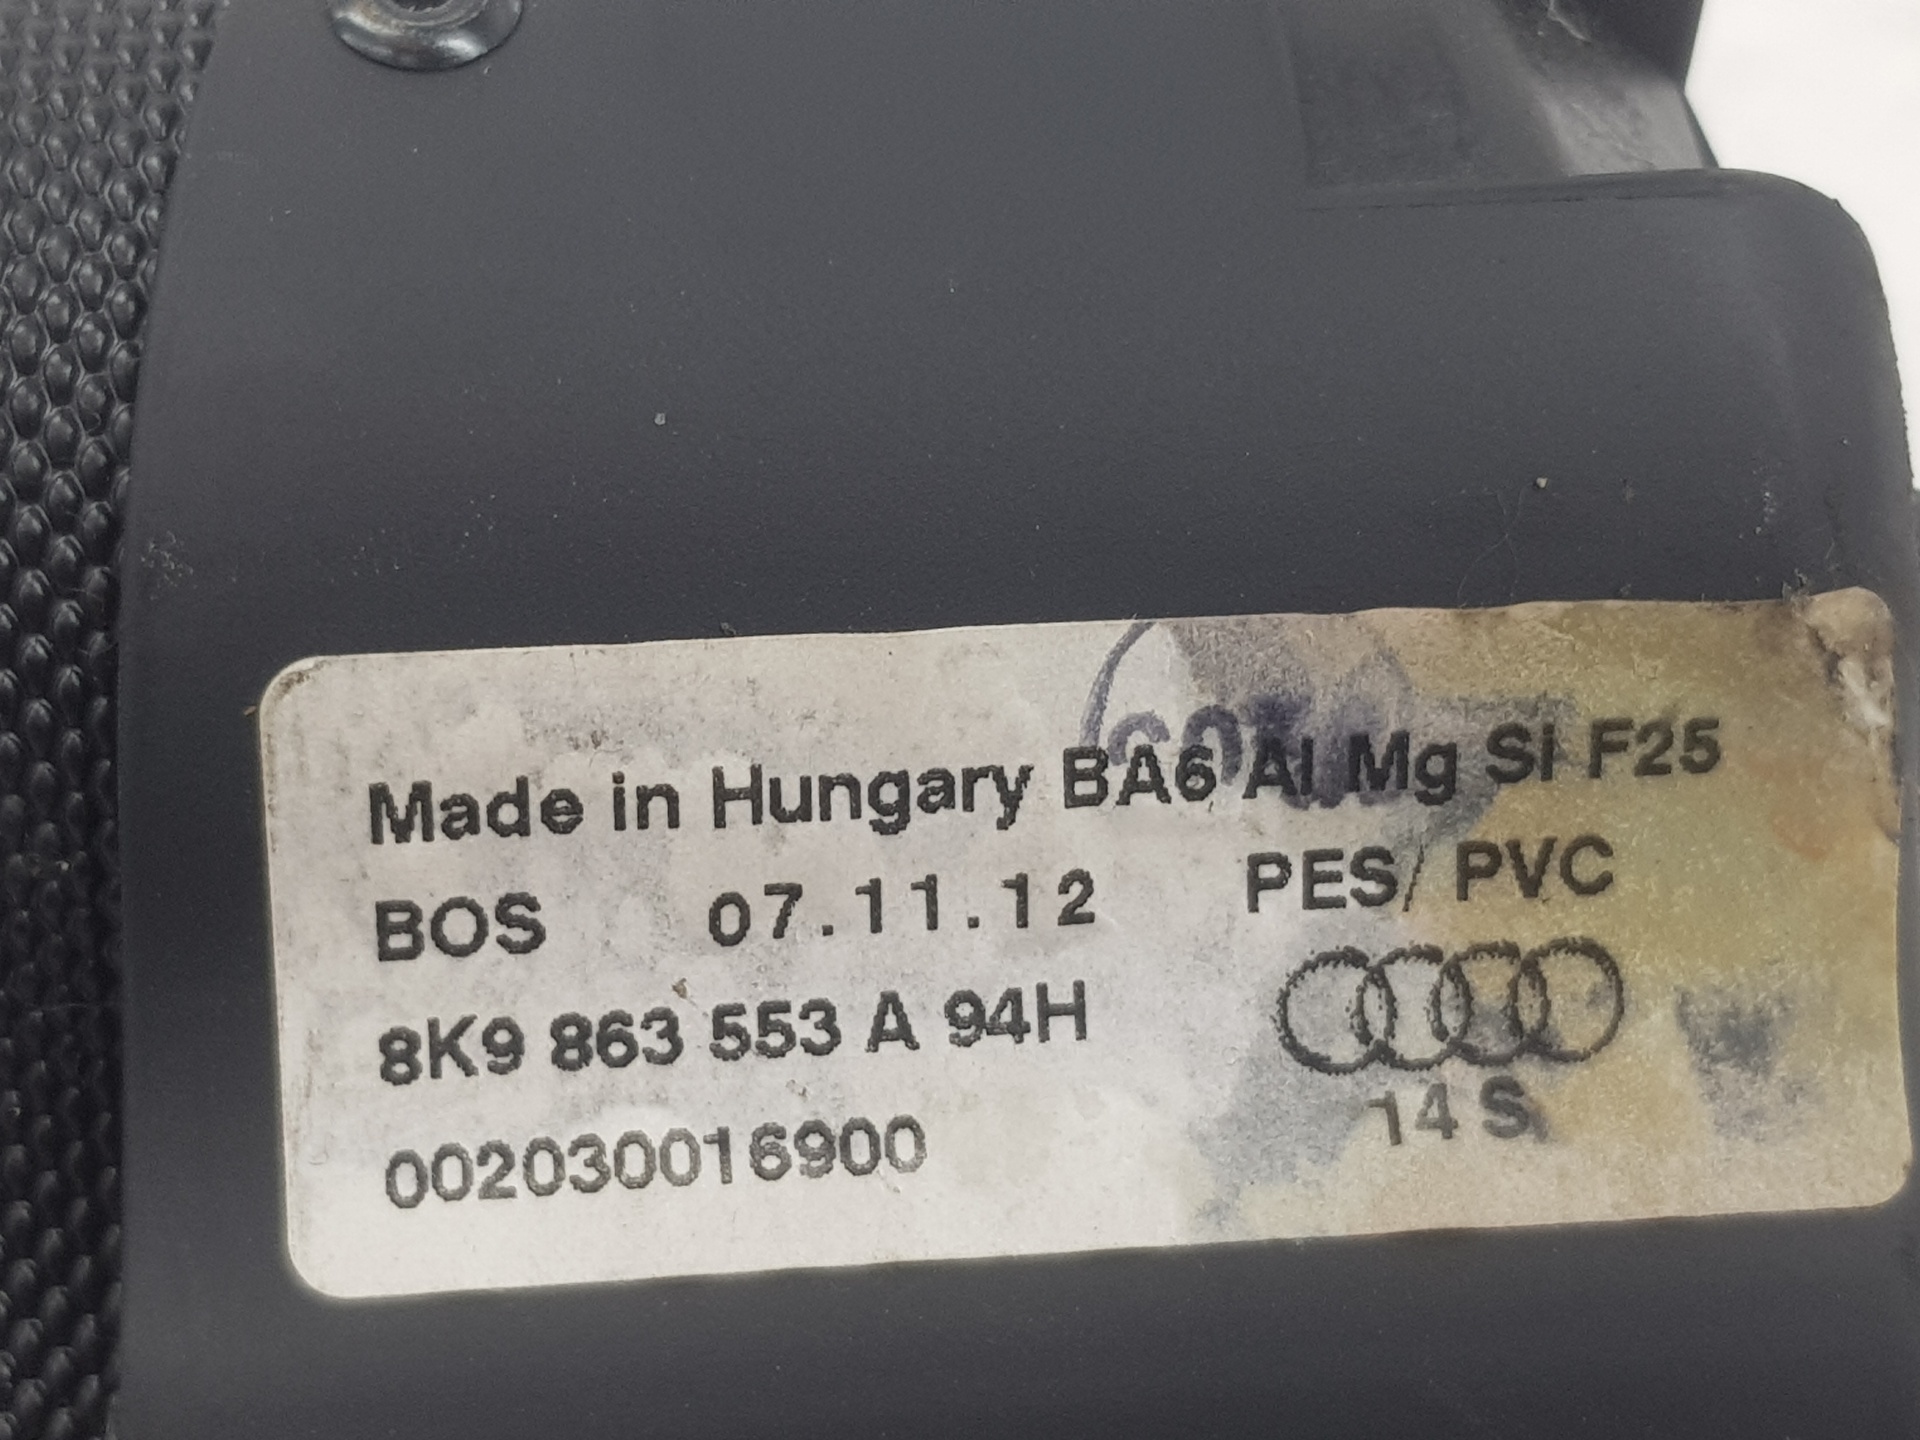 Made in Hungary BA6 Al Mg Si F25
BOS 07.11.12 PES/ PVC
8K9 863 553 A 94H
14 S
002030016900